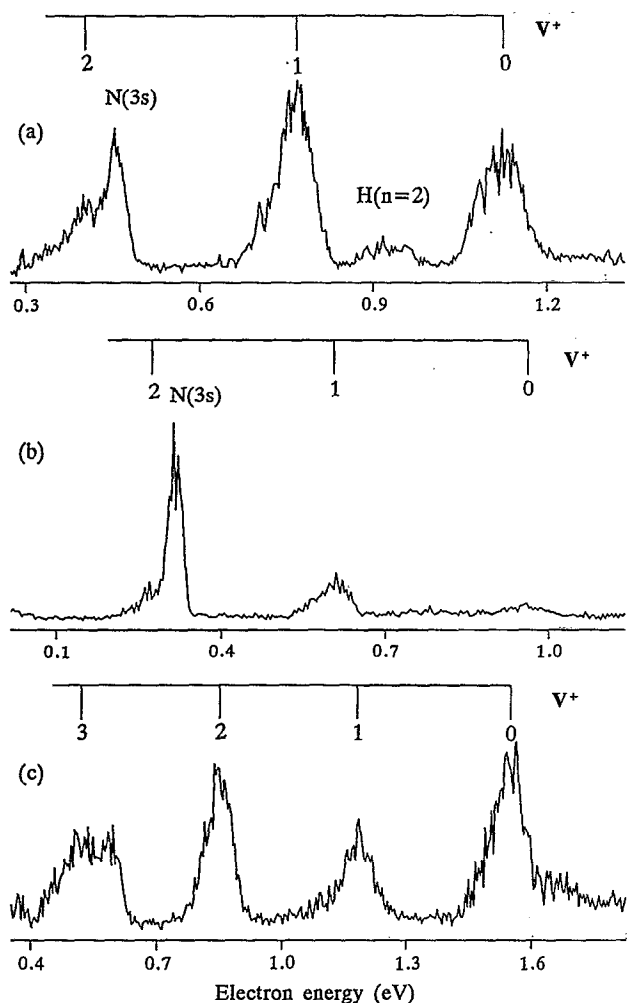 V+
2 1 0
N(3s)
(a)
H(n=2)
0.3 0.6 0.9 1.2
V+
2 1 0
N(3s)
(b)
0.1 0.4 0.7 1.0
V+
3 2 1 0
(c)
0.4 0.7 1.0 1.3 1.6
Electron energy (eV)